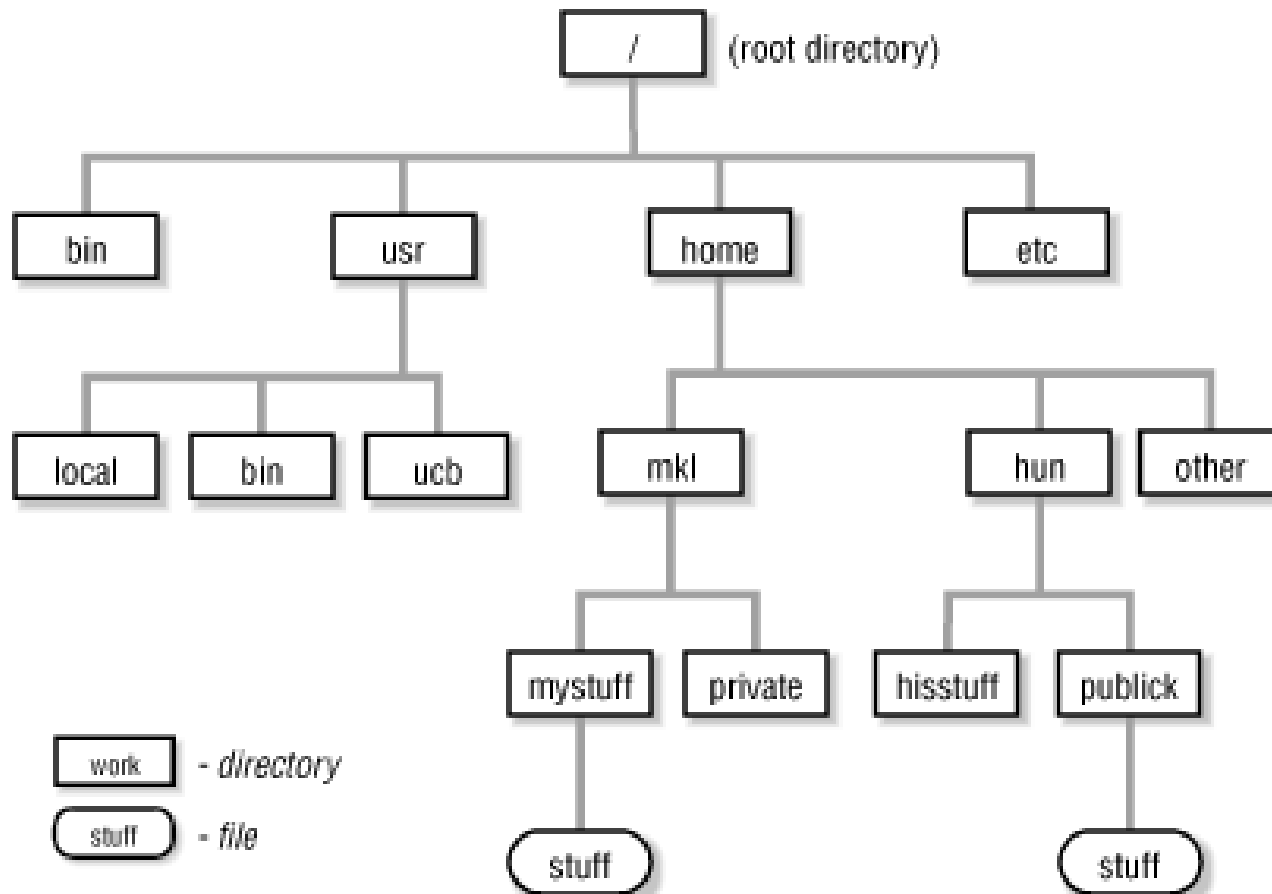 / (root directory)
bin usr home etc
local bin ucb mkl hun other
mystuff private hisstuff publick
work - directory
stuff - file
stuff stuff